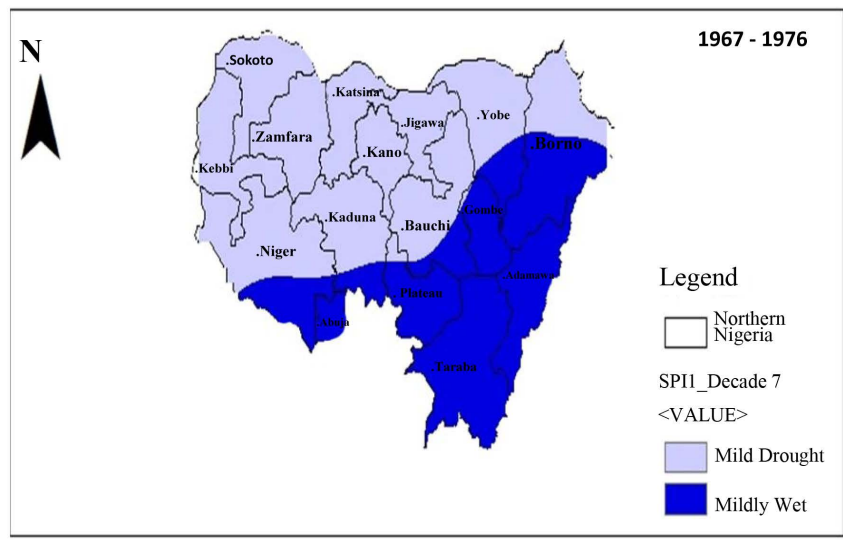 1967 - 1976
N
.Sokoto
.Katsina
.Yobe
.Jigawa
.Zamfara
.Borno
.Kano
.Kebbi
.Gombe
.Kaduna
.Bauchi
.Niger
.Adamawa
.Plateau
.Abuja
.Taraba
Legend
Northern
Nigeria
SPI1_Decade 7
<VALUE>
Mild Drought
Mildly Wet